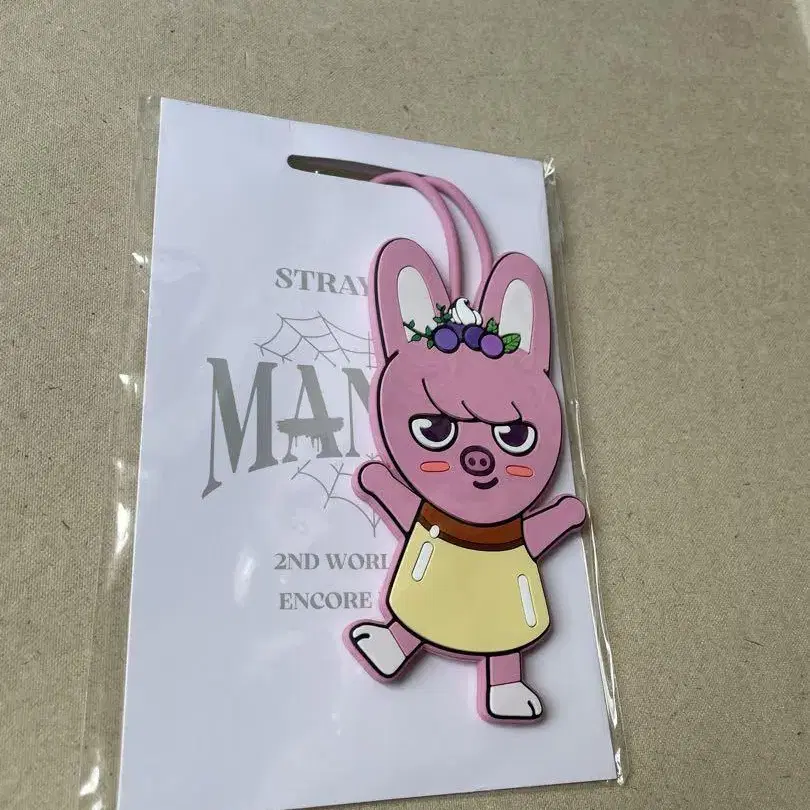 STRAY
MAN
2ND WORL
ENCORE